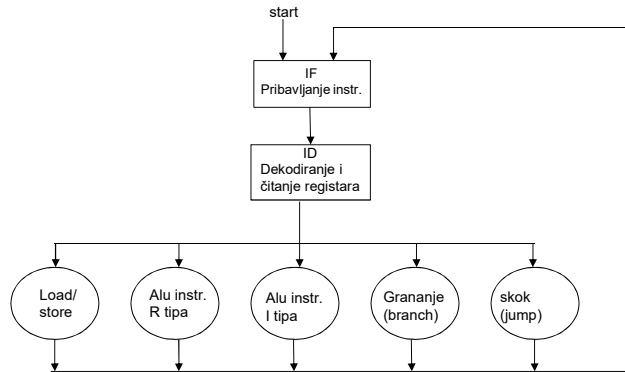 start
IF
Pribavljanje instr.
ID
Dekodiranje i
čitanje registara
Load/
store
Alu instr.
R tipa
Alu instr.
I tipa
Grananje
(branch)
skok
(jump)